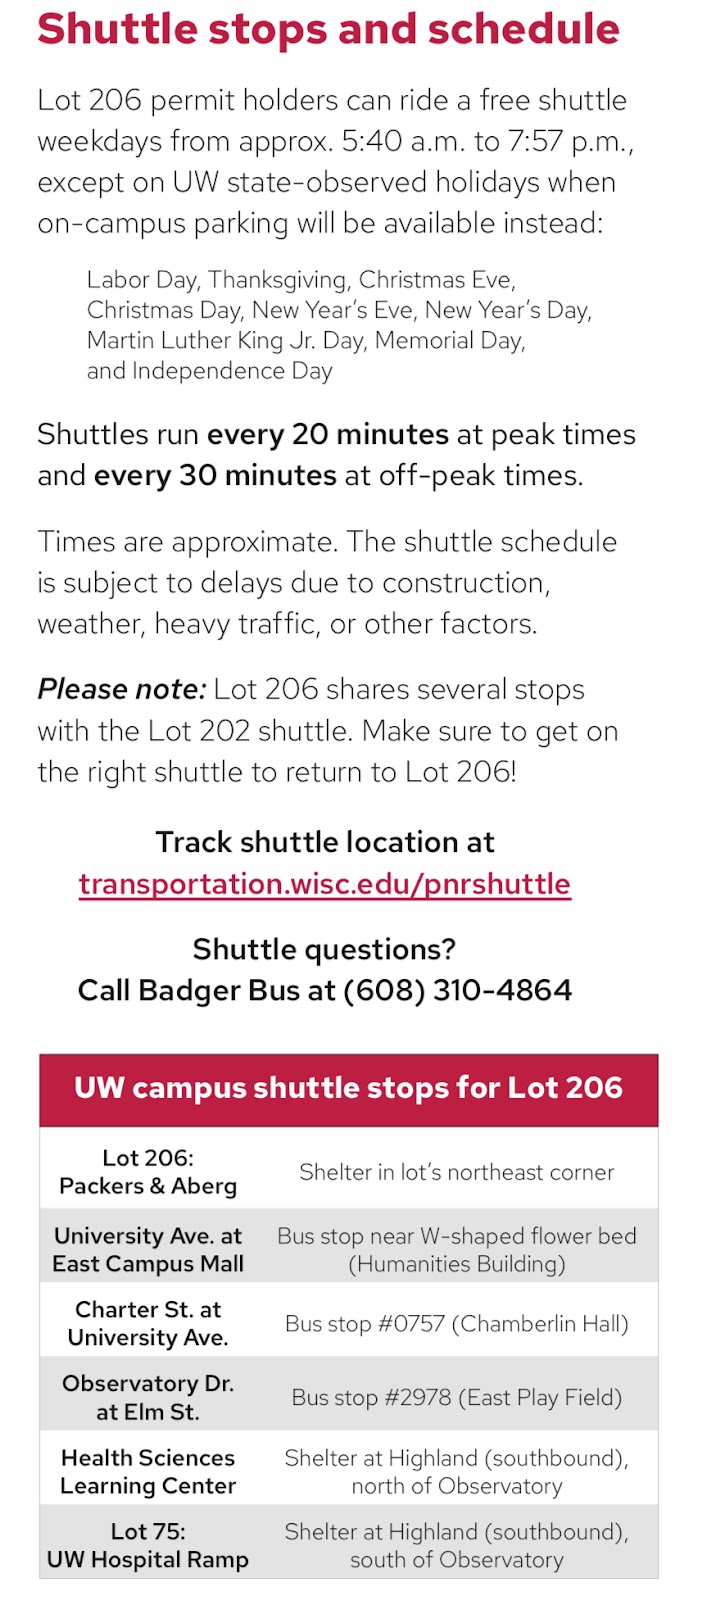 Shuttle stops and schedule
Lot 206 permit holders can ride a free shuttle
weekdays from approx. 5:40 a.m. to 7:57 p.m.,
except on UW state-observed holidays when
on-campus parking will be available instead:
Labor Day, Thanksgiving, Christmas Eve,
Christmas Day, New Year's Eve, New Year's Day,
Martin Luther King Jr. Day, Memorial Day,
and Independence Day
Shuttles run every 20 minutes at peak times
and every 30 minutes at off-peak times.
Times are approximate. The shuttle schedule
is subject to delays due to construction,
weather, heavy traffic, or other factors.
Please note: Lot 206 shares several stops
with the Lot 202 shuttle. Make sure to get on
the right shuttle to return to Lot 206!
Track shuttle location at
transportation.wisc.edu/pnrshuttle
Shuttle questions?
Call Badger Bus at (608) 310-4864
UW campus shuttle stops for Lot 206
Lot 206:
Packers & Aberg
Shelter in lot's northeast corner
University Ave. at
East Campus Mall
Bus stop near W-shaped flower bed
(Humanities Building)
Charter St. at
University Ave.
Bus stop #0757 (Chamberlin Hall)
Observatory Dr.
at Elm St.
Bus stop #2978 (East Play Field)
Health Sciences
Learning Center
Shelter at Highland (southbound),
north of Observatory
Lot 75:
UW Hospital Ramp
Shelter at Highland (southbound),
south of Observatory